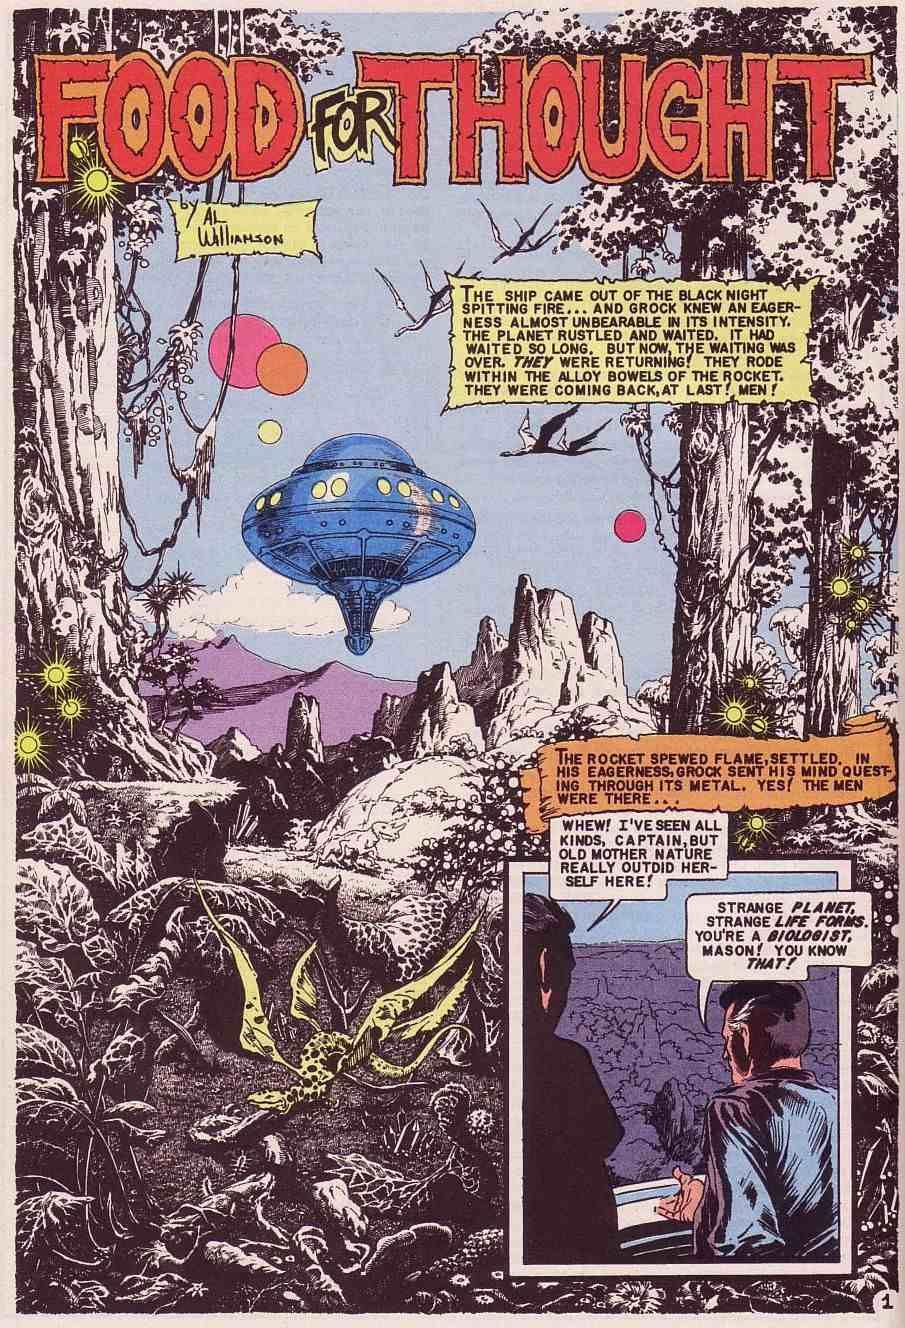 FOOD FOR THOUGHT
by AL
WilliAMSON
THE SHIP CAME OUT OF THE BLACK NIGHT
SPITTING FIRE... AND GROCK KNEW AN EAGER-
NESS ALMOST UNBEARABLE IN ITS INTENSITY.
THE PLANET RUSTLED AND WAITED. IT HAD
WAITED SO LONG. BUT NOW, THE WAITING WAS
OVER. THEY WERE RETURNING! THEY RODE
WITHIN THE ALLOY BOWELS OF THE ROCKET.
THEY WERE COMING BACK, AT LAST! MEN!
THE ROCKET SPEWED FLAME, SETTLED. IN
HIS EAGERNESS, GROCK SENT HIS MIND QUEST-
ING THROUGH ITS METAL. YES! THE MEN
WERE THERE...
WHEW! I'VE SEEN ALL
KINDS, CAPTAIN, BUT
OLD MOTHER NATURE
REALLY OUTDID HER-
SELF HERE!
STRANGE PLANET,
STRANGE LIFE FORMS.
YOU'RE A BIOLOGIST,
MASON! YOU KNOW
THAT!
1